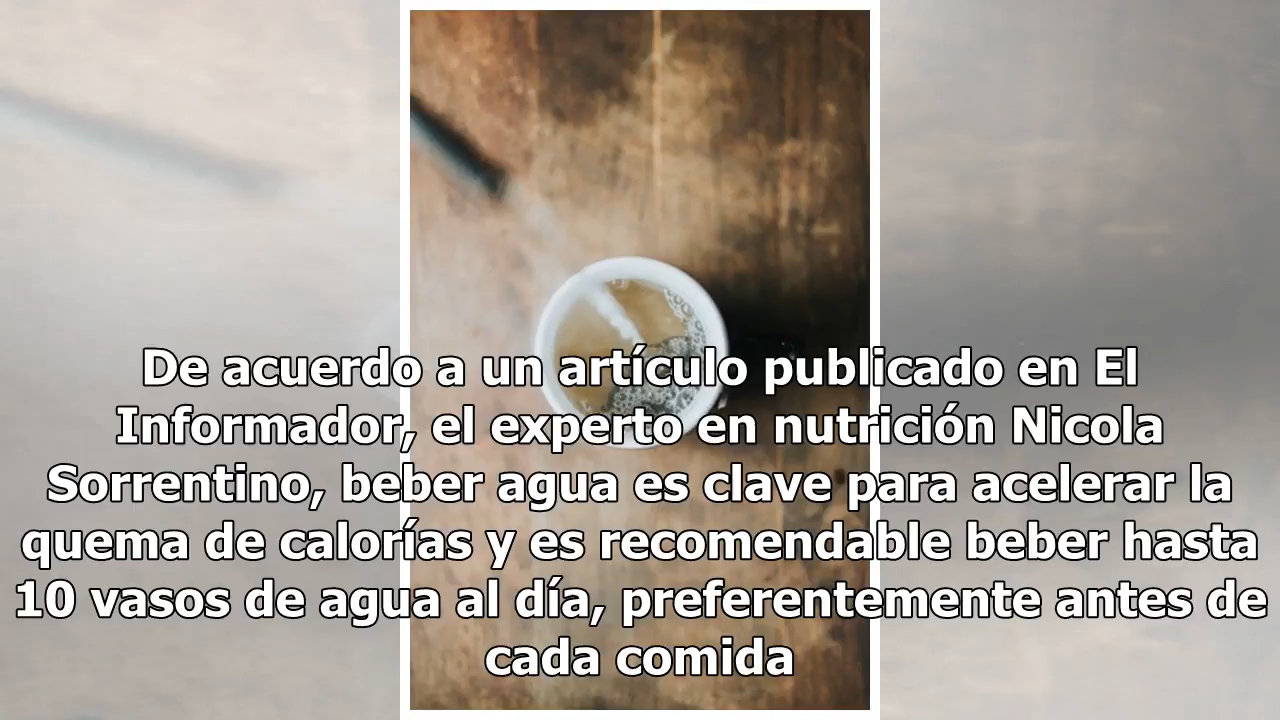 De acuerdo a un artículo publicado en El
Informador, el experto en nutrición Nicola
Sorrentino, beber agua es clave para acelerar la
quema de calorías y es recomendable beber hasta
10 vasos de agua al día, preferentemente antes de
cada comida